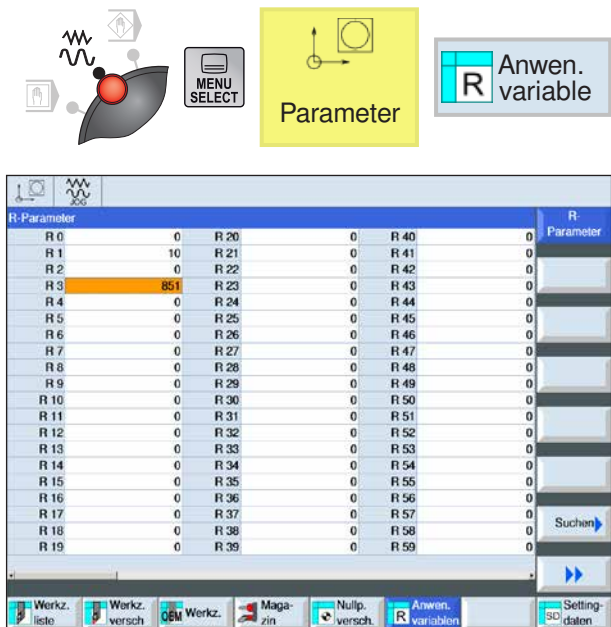 MENU
SELECT
Parameter
R
Anwen.
variable
JOG
R-Parameter
R-
Parameter
R 0 0 R 20 0 R 40 0
R 1 10 R 21 0 R 41 0
R 2 0 R 22 0 R 42 0
R 3 851 R 23 0 R 43 0
R 4 0 R 24 0 R 44 0
R 5 0 R 25 0 R 45 0
R 6 0 R 26 0 R 46 0
R 7 0 R 27 0 R 47 0
R 8 0 R 28 0 R 48 0
R 9 0 R 29 0 R 49 0
R 10 0 R 30 0 R 50 0
R 11 0 R 31 0 R 51 0
R 12 0 R 32 0 R 52 0
R 13 0 R 33 0 R 53 0
R 14 0 R 34 0 R 54 0
R 15 0 R 35 0 R 55 0
R 16 0 R 36 0 R 56 0
R 17 0 R 37 0 R 57 0
R 18 0 R 38 0 R 58 0
R 19 0 R 39 0 R 59 0
Suchen
Werkz.
liste
Werkz.
versch
OEM Werkz.
Maga-
zin
Nullp.
versch.
R Anwen.
variablen
SD Setting-
daten